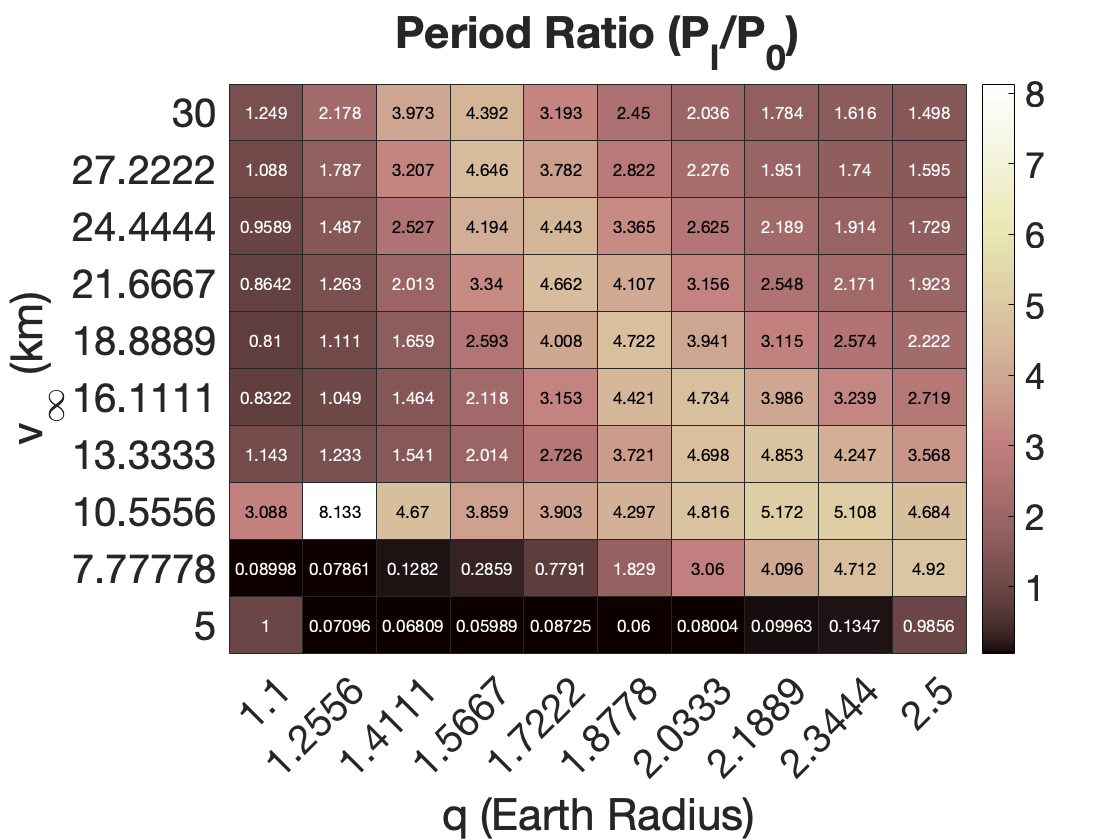 Period Ratio (P_I/P_0)
30 1.249 2.178 3.973 4.392 3.193 2.45 2.036 1.784 1.616 1.498
27.2222 1.088 1.787 3.207 4.646 3.782 2.822 2.276 1.951 1.74 1.595
24.4444 0.9589 1.487 2.527 4.194 4.443 3.365 2.625 2.189 1.914 1.729
21.6667 0.8642 1.263 2.013 3.34 4.662 4.107 3.156 2.548 2.171 1.923
18.8889 0.81 1.111 1.659 2.593 4.008 4.722 3.941 3.115 2.574 2.222
16.1111 0.8322 1.049 1.464 2.118 3.153 4.421 4.734 3.986 3.239 2.719
13.3333 1.143 1.233 1.541 2.014 2.726 3.721 4.698 4.853 4.247 3.568
10.5556 3.088 8.133 4.67 3.859 3.903 4.297 4.816 5.172 5.108 4.684
7.77778 0.08998 0.07861 0.1282 0.2859 0.7791 1.829 3.06 4.096 4.712 4.92
5 1 0.07096 0.06809 0.05989 0.08725 0.06 0.08004 0.09963 0.1347 0.9856
1.1 1.2556 1.4111 1.5667 1.7222 1.8778 2.0333 2.1889 2.3444 2.5
q (Earth Radius)
v_∞ (km)
8
7
6
5
4
3
2
1